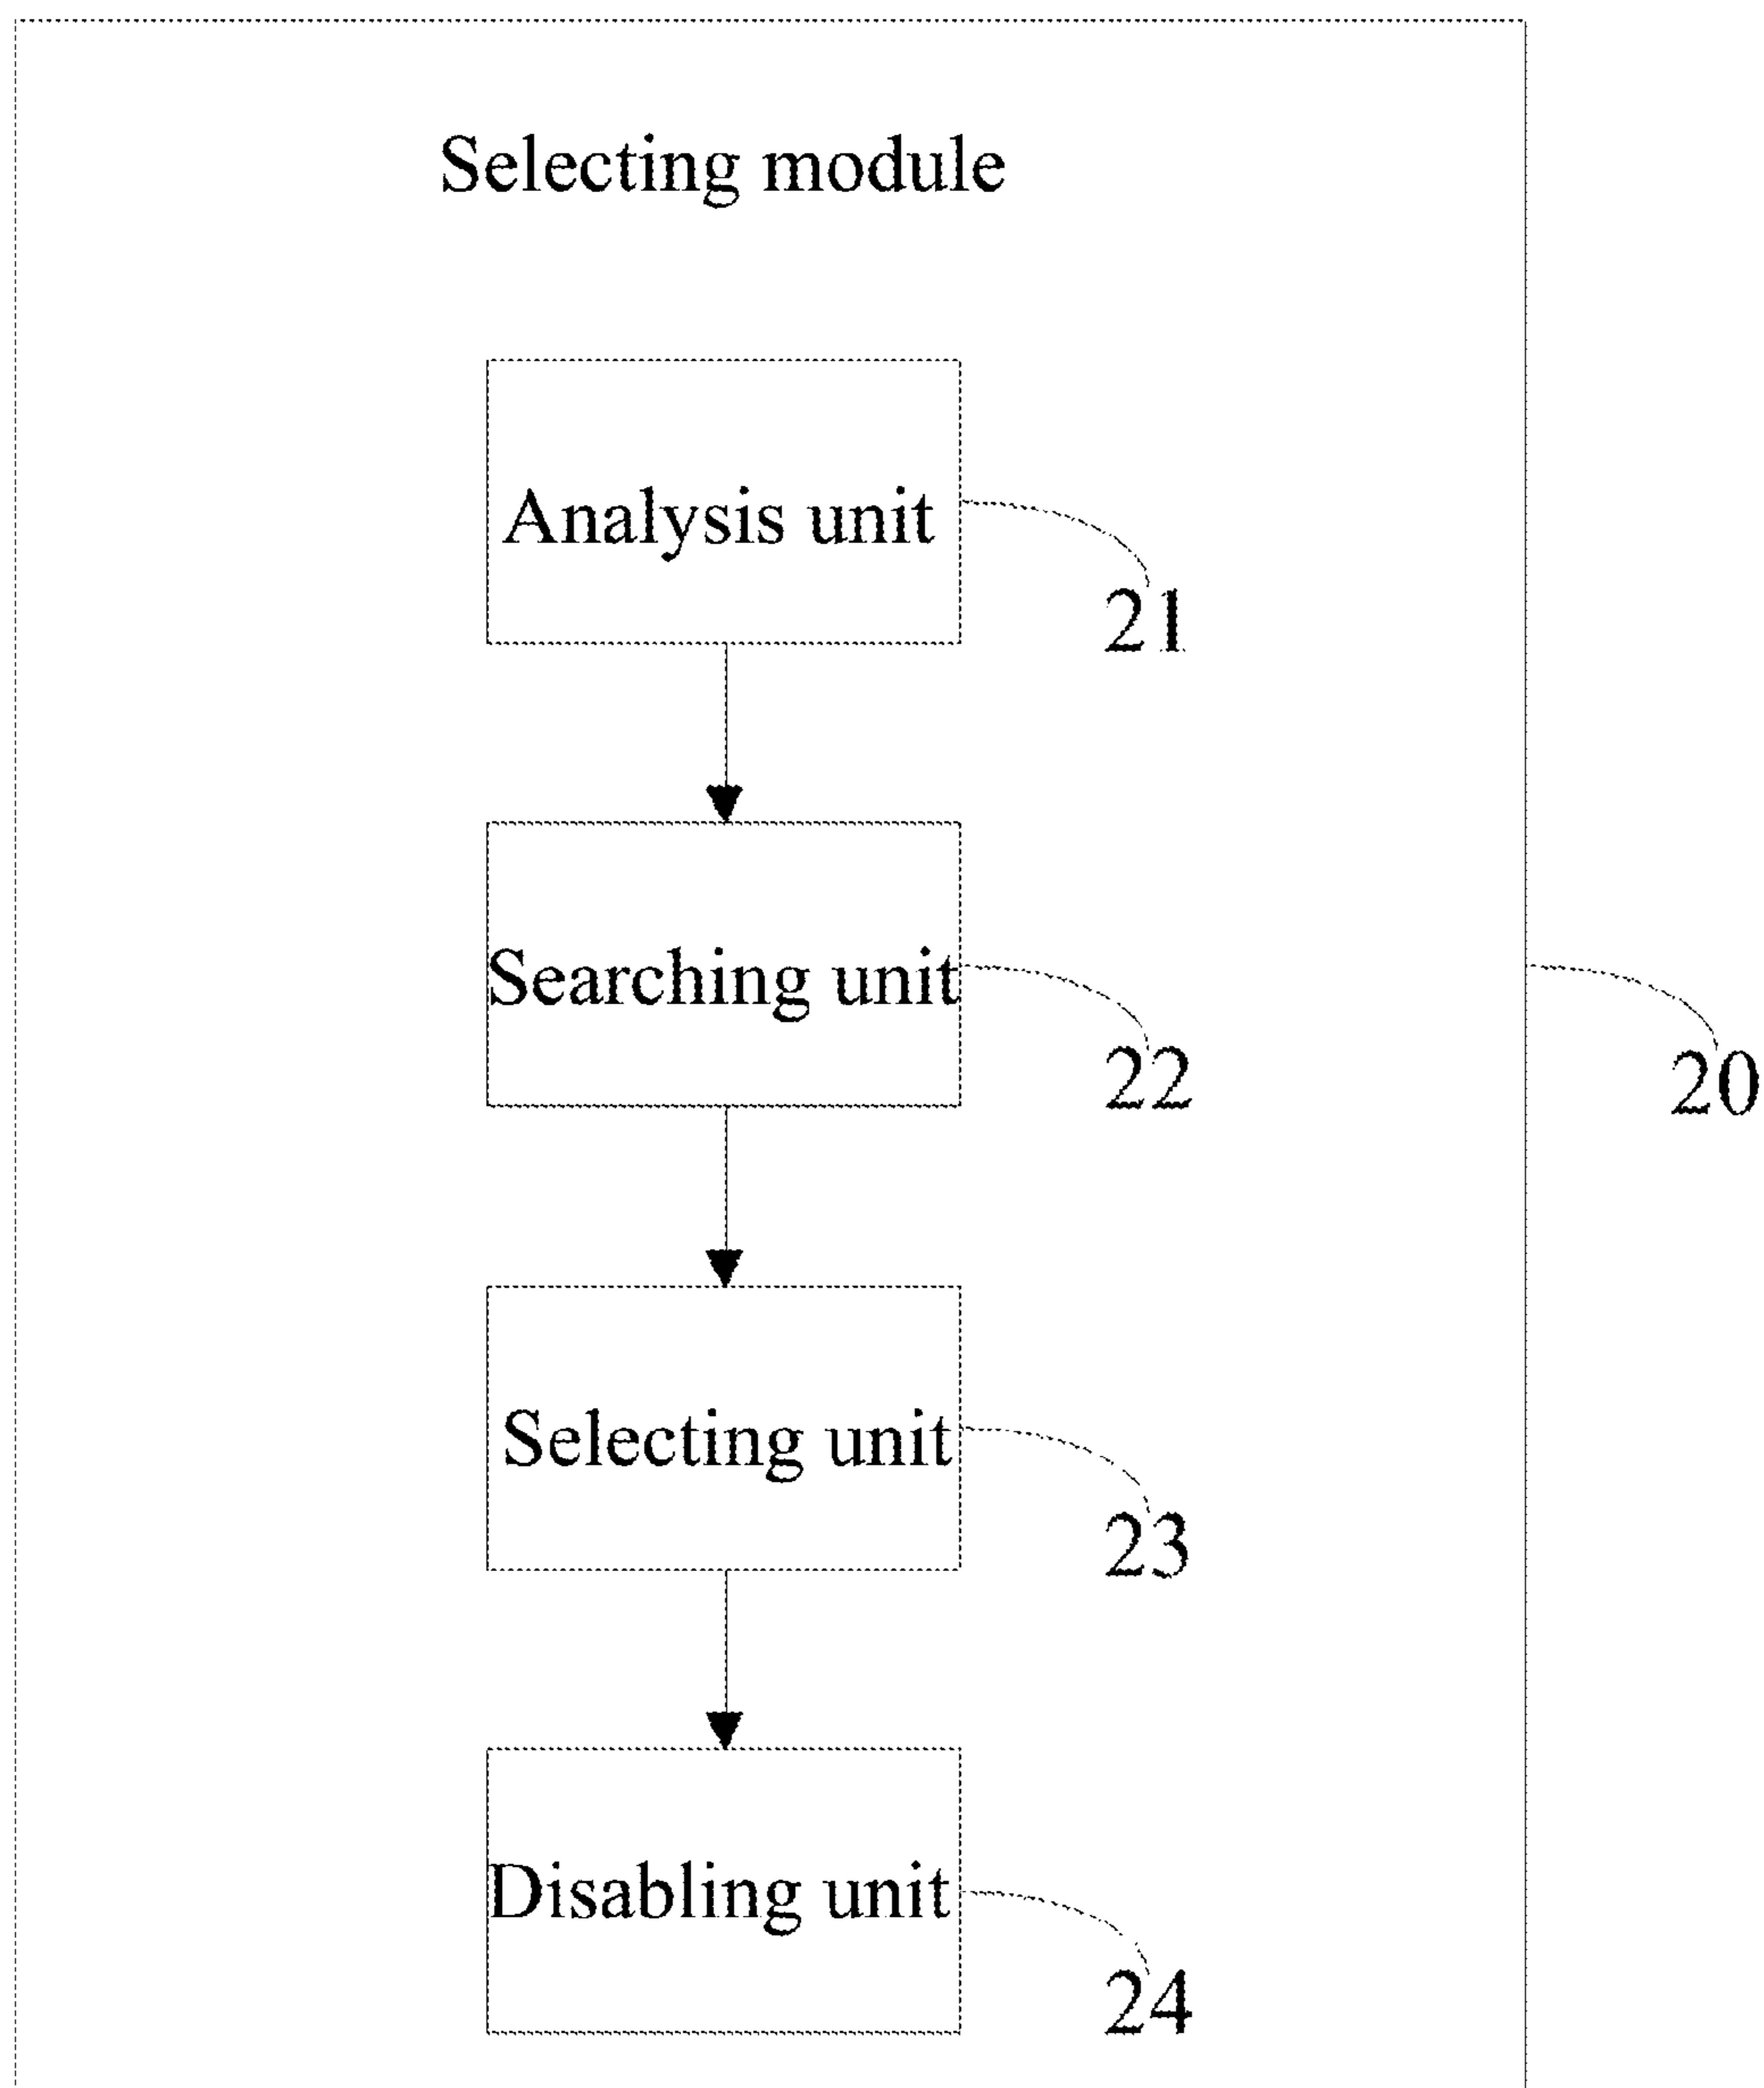 Selecting module
Analysis unit
21
Searching unit
22
20
Selecting unit
23
Disabling unit
24